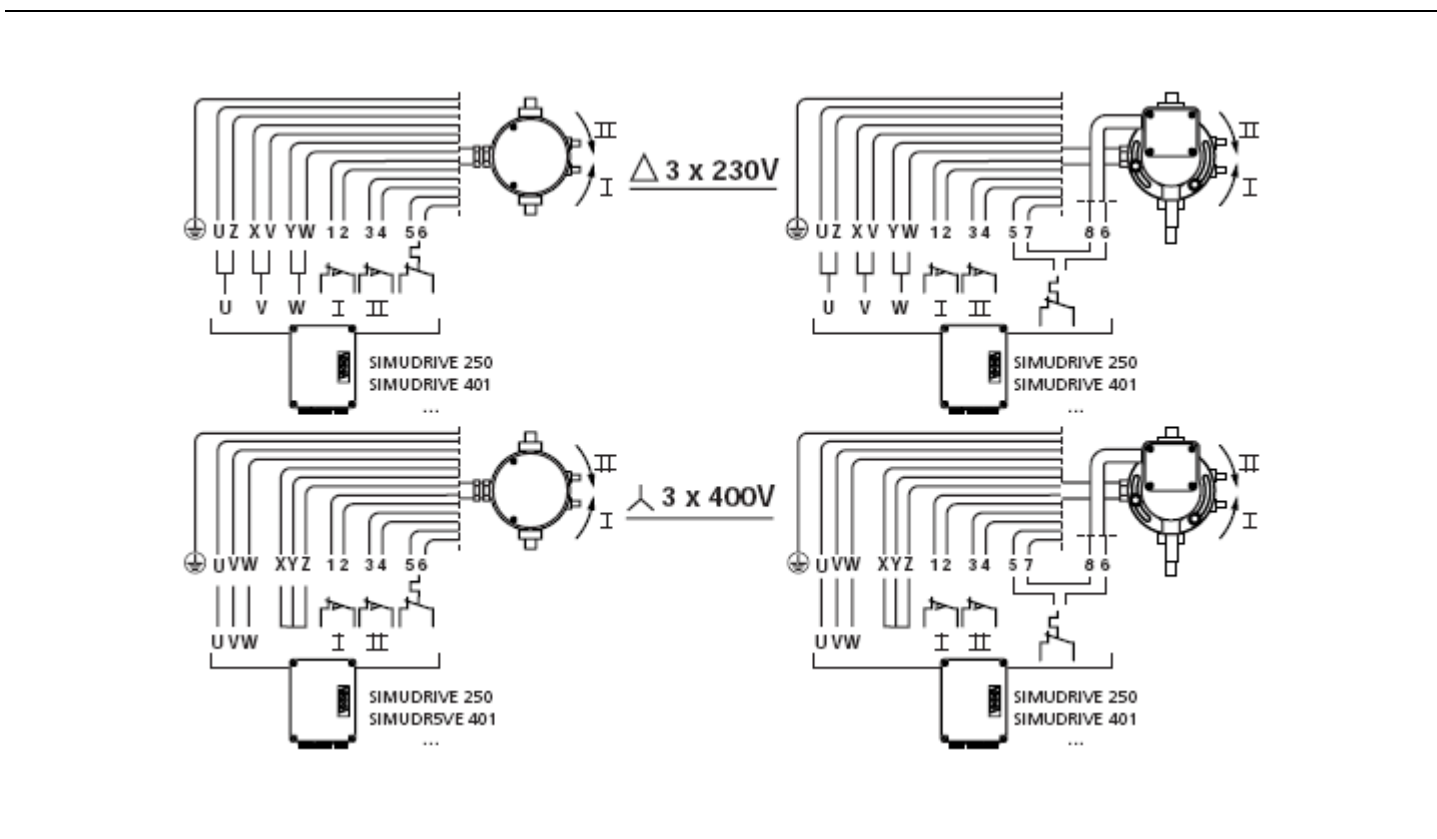 II
I
△ 3 x 230V
II
I
U Z X V Y W 1 2 3 4 5 6
U Z X V Y W 1 2 3 4 5 7 8 6
U V W I II
U V W I II
SIMUDRIVE 250
SIMUDRIVE 401
...
SIMUDRIVE 250
SIMUDRIVE 401
...
II
I
3 x 400V
II
I
U V W X Y Z 1 2 3 4 5 6
U V W X Y Z 1 2 3 4 5 7 8 6
U V W I II
U V W I II
SIMUDRIVE 250
SIMUDR5VE 401
...
SIMUDRIVE 250
SIMUDRIVE 401
...